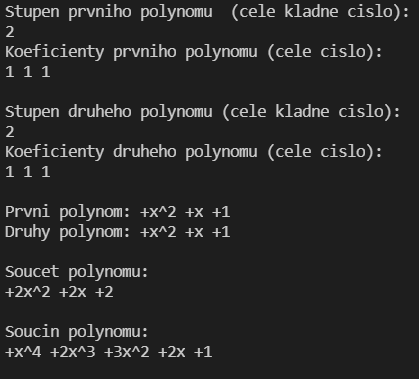 Stupen prvniho polynomu  (cele kladne cislo):
2
Koeficienty prvniho polynomu (cele cislo):
1 1 1
Stupen druheho polynomu (cele kladne cislo):
2
Koeficienty druheho polynomu (cele cislo):
1 1 1
Prvni polynom: +x^2 +x +1
Druhy polynom: +x^2 +x +1
Soucet polynomu:
+2x^2 +2x +2
Soucin polynomu:
+x^4 +2x^3 +3x^2 +2x +1